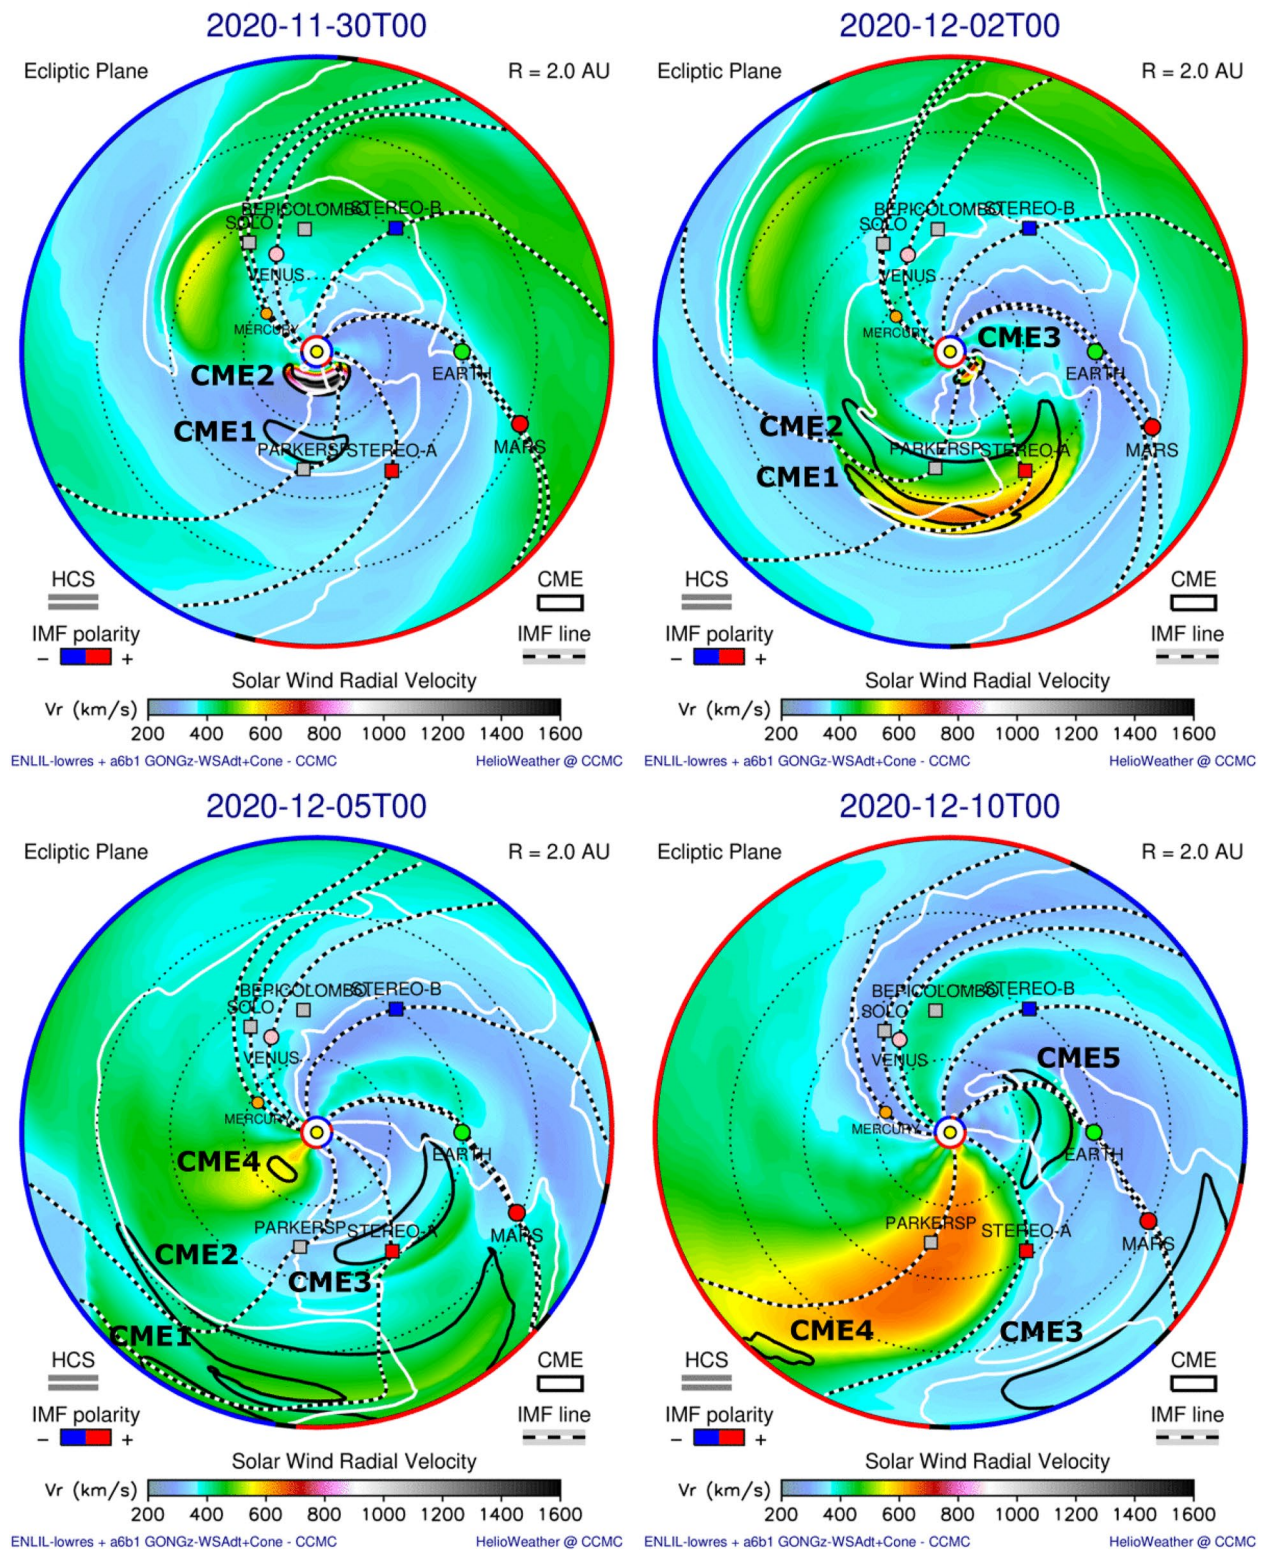 2020-11-30T00
Ecliptic Plane
R = 2.0 AU
BEPICOLOMBO
STEREO-B
SOLO
VENUS
MERCURY
CME2
EARTH
CME1
PARKERSP
STEREO-A
MARS
HCS
CME
IMF polarity
IMF line
− +
Solar Wind Radial Velocity
Vr (km/s)
200 400 600 800 1000 1200 1400 1600
ENLIL-lowres + a6b1 GONGz-WSAdt+Cone - CCMC
HelioWeather @ CCMC
2020-12-02T00
Ecliptic Plane
R = 2.0 AU
BEPICOLOMBO
STEREO-B
SOLO
VENUS
MERCURY
CME3
EARTH
CME2
PARKERSP
STEREO-A
MARS
CME1
HCS
CME
IMF polarity
IMF line
− +
Solar Wind Radial Velocity
Vr (km/s)
200 400 600 800 1000 1200 1400 1600
ENLIL-lowres + a6b1 GONGz-WSAdt+Cone - CCMC
HelioWeather @ CCMC
2020-12-05T00
Ecliptic Plane
R = 2.0 AU
BEPICOLOMBO
STEREO-B
SOLO
VENUS
MERCURY
EARTH
CME4
PARKERSP
STEREO-A
MARS
CME2
CME3
CME1
HCS
CME
IMF polarity
IMF line
− +
Solar Wind Radial Velocity
Vr (km/s)
200 400 600 800 1000 1200 1400 1600
ENLIL-lowres + a6b1 GONGz-WSAdt+Cone - CCMC
HelioWeather @ CCMC
2020-12-10T00
Ecliptic Plane
R = 2.0 AU
BEPICOLOMBO
STEREO-B
SOLO
VENUS
CME5
MERCURY
EARTH
PARKERSP
STEREO-A
MARS
CME4
CME3
HCS
CME
IMF polarity
IMF line
− +
Solar Wind Radial Velocity
Vr (km/s)
200 400 600 800 1000 1200 1400 1600
ENLIL-lowres + a6b1 GONGz-WSAdt+Cone - CCMC
HelioWeather @ CCMC